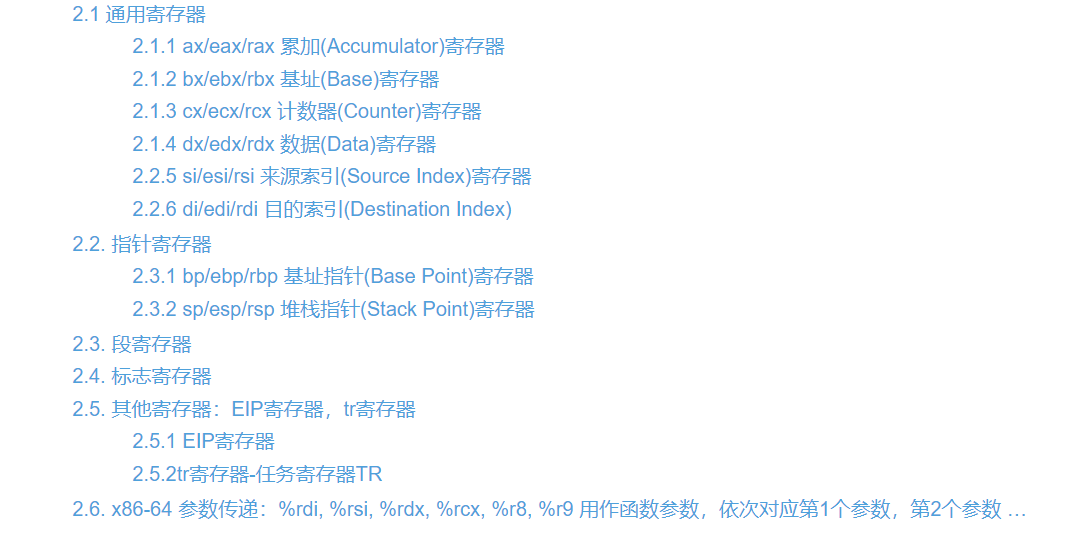 2.1 通用寄存器
2.1.1 ax/eax/rax 累加(Accumulator)寄存器
2.1.2 bx/ebx/rbx 基址(Base)寄存器
2.1.3 cx/ecx/rcx 计数器(Counter)寄存器
2.1.4 dx/edx/rdx 数据(Data)寄存器
2.2.5 si/esi/rsi 来源索引(Source Index)寄存器
2.2.6 di/edi/rdi 目的索引(Destination Index)
2.2. 指针寄存器
2.3.1 bp/ebp/rbp 基址指针(Base Point)寄存器
2.3.2 sp/esp/rsp 堆栈指针(Stack Point)寄存器
2.3. 段寄存器
2.4. 标志寄存器
2.5. 其他寄存器：EIP寄存器，tr寄存器
2.5.1 EIP寄存器
2.5.2tr寄存器-任务寄存器TR
2.6. x86-64 参数传递：%rdi, %rsi, %rdx, %rcx, %r8, %r9 用作函数参数，依次对应第1个参数，第2个参数 …